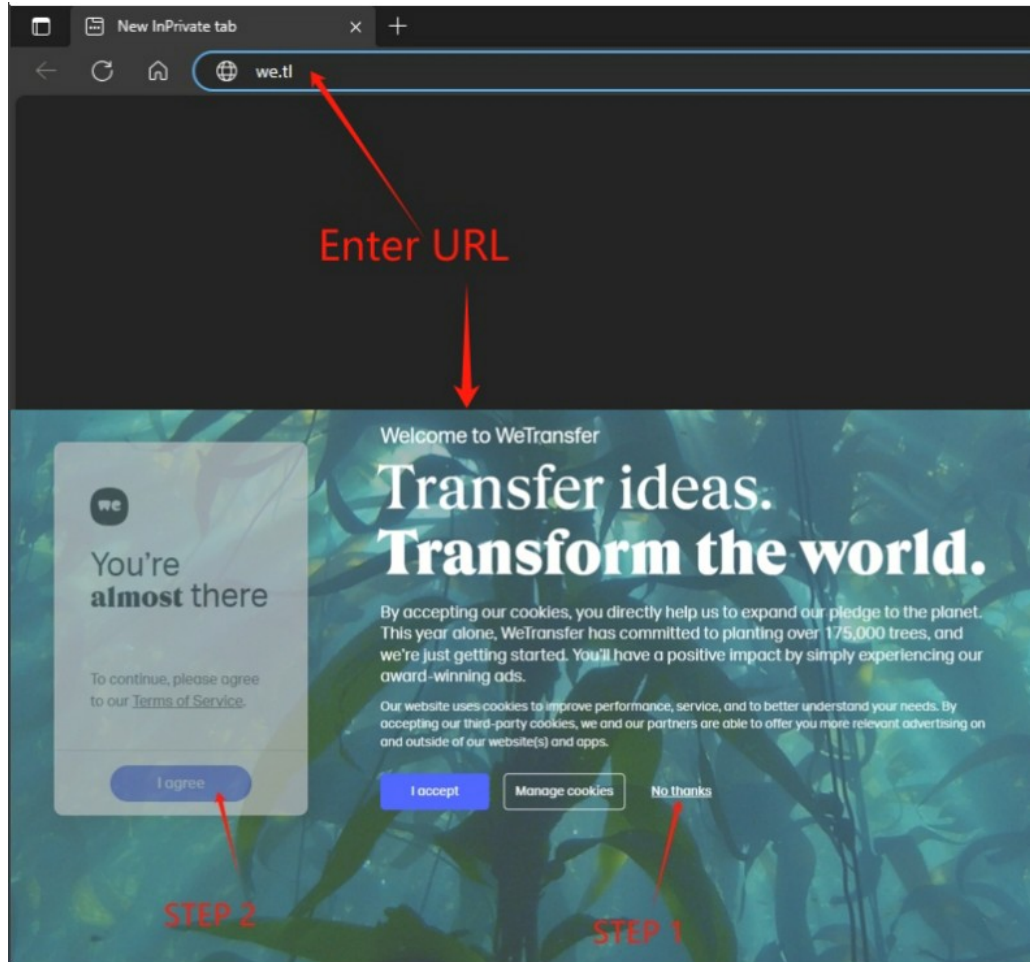 New InPrivate tab
we.tl
Enter URL
we
You're
almost there
To continue, please agree
to our Terms of Service.
I agree
STEP 2
Welcome to WeTransfer
Transfer ideas.
Transform the world.
By accepting our cookies, you directly help us to expand our pledge to the planet.
This year alone, WeTransfer has committed to planting over 175,000 trees, and
we're just getting started. You'll have a positive impact by simply experiencing our
award-winning ads.
Our website uses cookies to improve performance, service, and to better understand your needs. By
accepting our third-party cookies, we and our partners are able to offer you more relevant advertising on
and outside of our website(s) and apps.
I accept
Manage cookies
No thanks
STEP 1